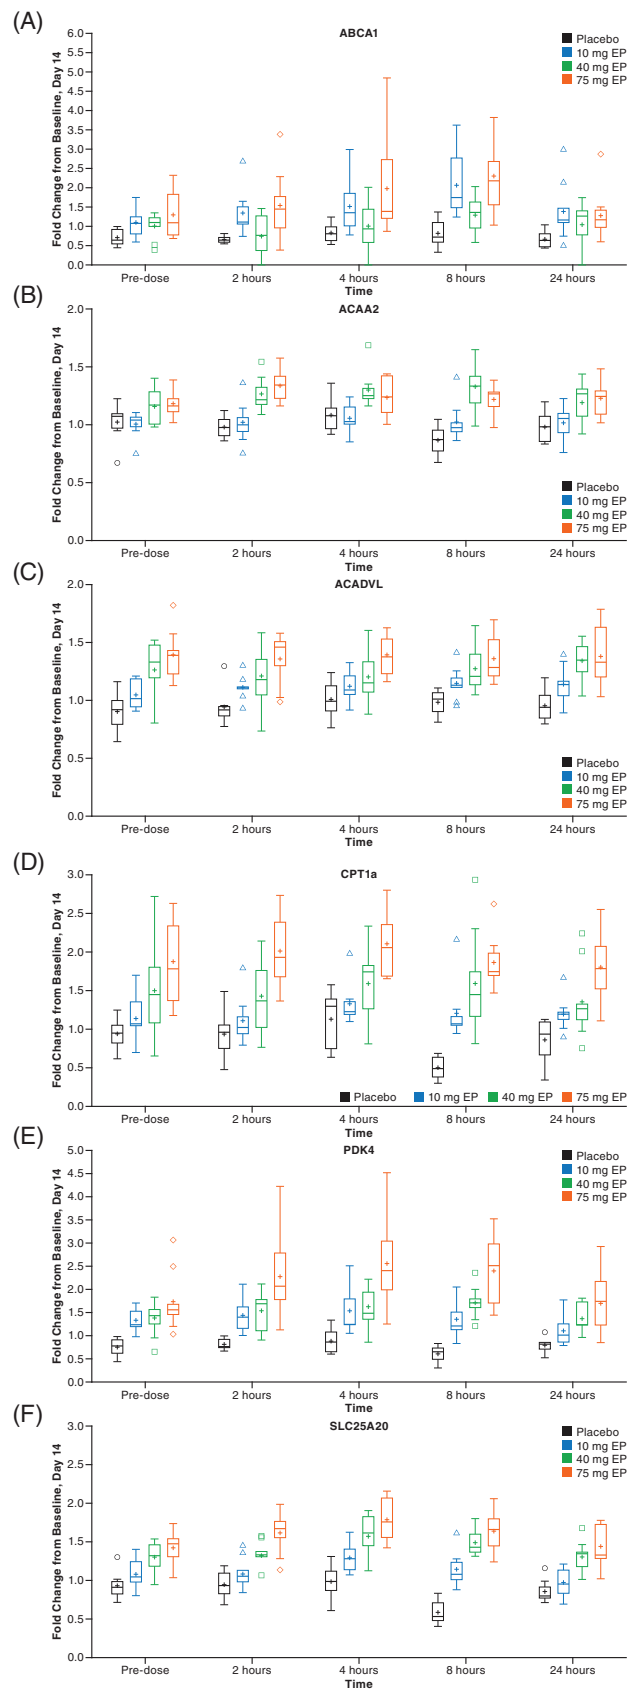 (A)
ABCA1
Fold Change from Baseline, Day 14
6.0
5.5
5.0
4.5
4.0
3.5
3.0
2.5
2.0
1.5
1.0
0.5
0.0
Placebo
10 mg EP
40 mg EP
75 mg EP
Pre-dose 2 hours 4 hours 8 hours 24 hours
Time
(B)
ACAA2
Fold Change from Baseline, Day 14
2.0
1.5
1.0
0.5
0.0
Placebo
10 mg EP
40 mg EP
75 mg EP
Pre-dose 2 hours 4 hours 8 hours 24 hours
Time
(C)
ACADVL
Fold Change from Baseline, Day 14
2.0
1.5
1.0
0.5
0.0
Placebo
10 mg EP
40 mg EP
75 mg EP
Pre-dose 2 hours 4 hours 8 hours 24 hours
Time
(D)
CPT1a
Fold Change from Baseline, Day 14
3.0
2.5
2.0
1.5
1.0
0.5
0.0
Placebo 10 mg EP 40 mg EP 75 mg EP
Pre-dose 2 hours 4 hours 8 hours 24 hours
Time
(E)
PDK4
Fold Change from Baseline, Day 14
5.0
4.5
4.0
3.5
3.0
2.5
2.0
1.5
1.0
0.5
0.0
Placebo
10 mg EP
40 mg EP
75 mg EP
Pre-dose 2 hours 4 hours 8 hours 24 hours
Time
(F)
SLC25A20
Fold Change from Baseline, Day 14
3.0
2.5
2.0
1.5
1.0
0.5
0.0
Placebo
10 mg EP
40 mg EP
75 mg EP
Pre-dose 2 hours 4 hours 8 hours 24 hours
Time